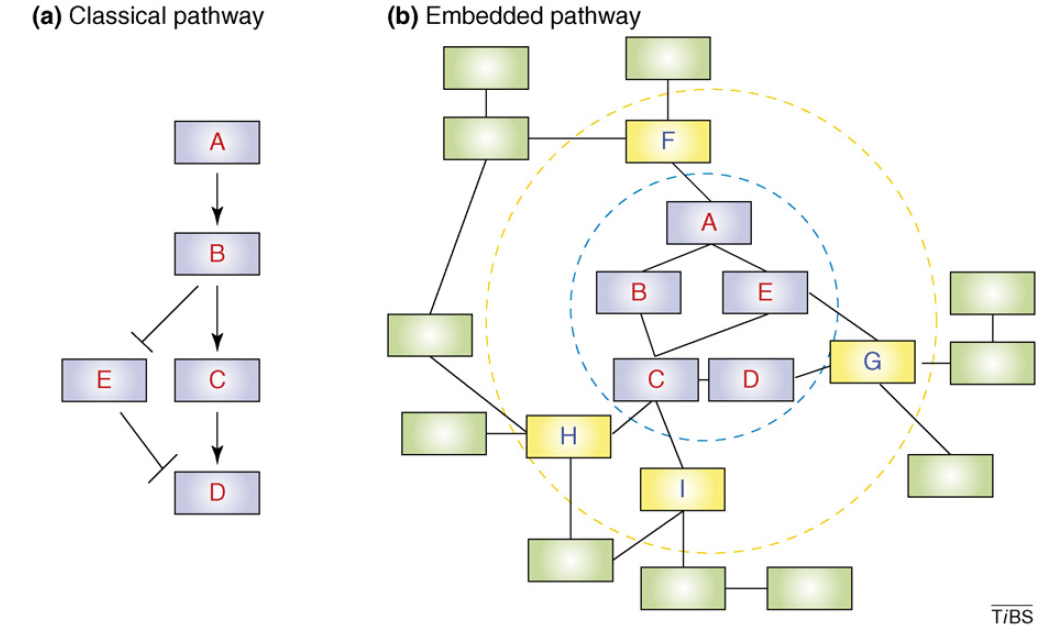 (a) Classical pathway
A
B
E C
D
(b) Embedded pathway
F
A
B E
G
C D
H
I
TiBS